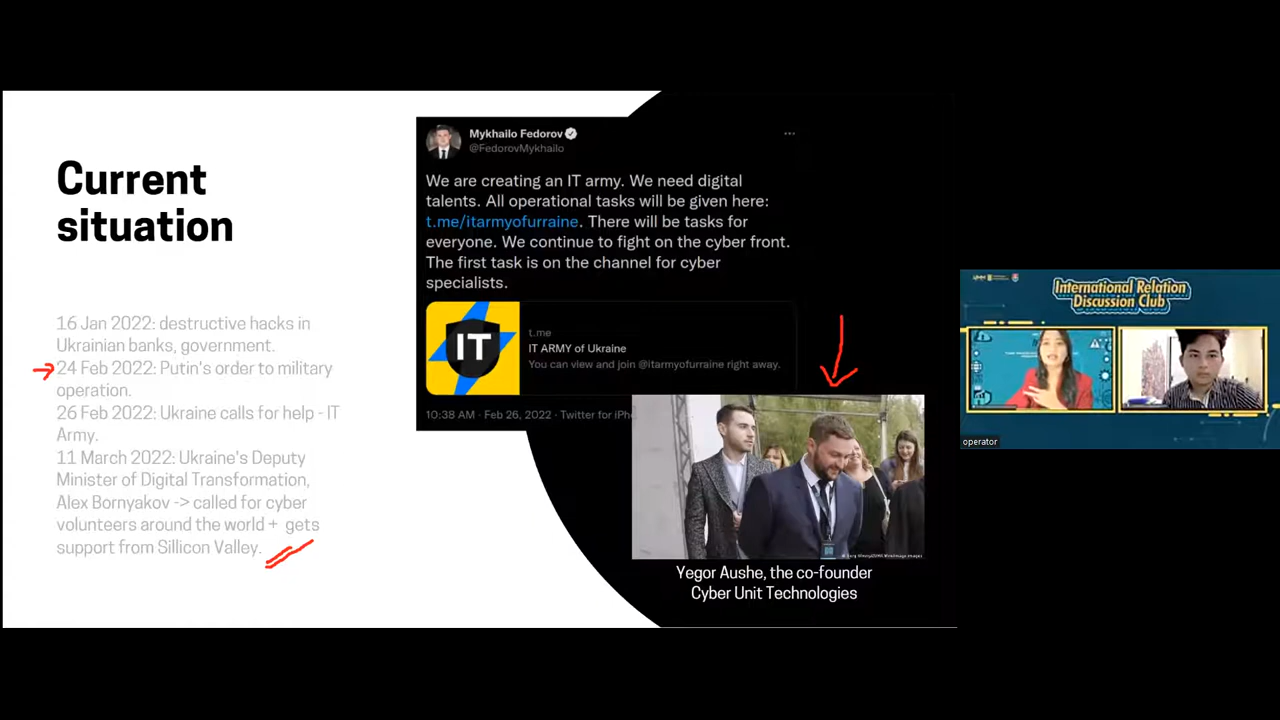 Current
situation
16 Jan 2022: destructive hacks in
Ukrainian banks, government.
24 Feb 2022: Putin's order to military
operation.
26 Feb 2022: Ukraine calls for help - IT
Army.
11 March 2022: Ukraine's Deputy
Minister of Digital Transformation,
Alex Bornyakov -> called for cyber
volunteers around the world + gets
support from Sillicon Valley.
Mykhailo Fedorov
@FedorovMykhailo
We are creating an IT army. We need digital
talents. All operational tasks will be given here:
t.me/itarmyofurraine. There will be tasks for
everyone. We continue to fight on the cyber front.
The first task is on the channel for cyber
specialists.
IT
t.me
IT ARMY of Ukraine
You can view and join @itarmyofurraine right away.
10:38 AM · Feb 26, 2022 · Twitter for iPh
Yegor Aushe, the co-founder
Cyber Unit Technologies
International Relation
Discussion Club
operator